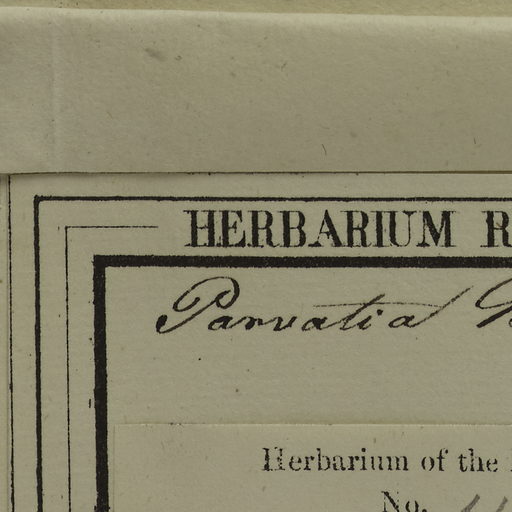 HERBARIUM
Parvatia
Herbarium of the
No.